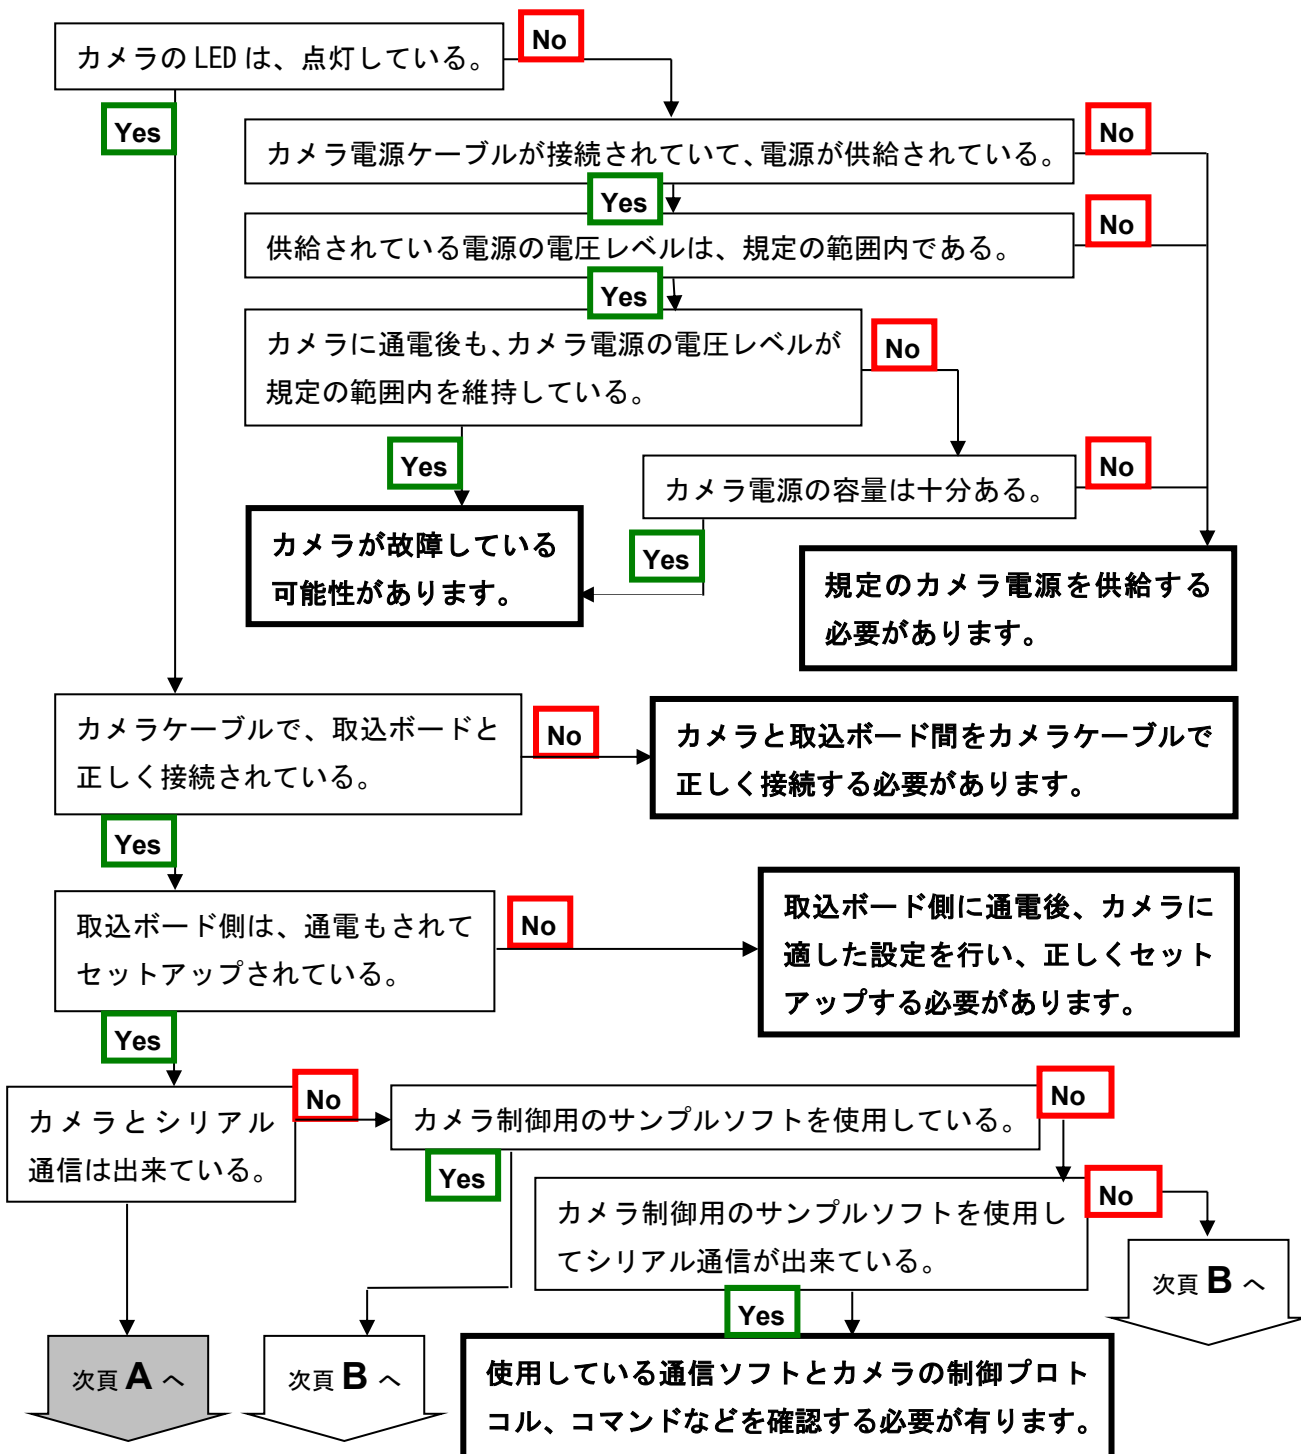 カメラの LED は、点灯している。
No
Yes
カメラ電源ケーブルが接続されていて、電源が供給されている。
No
Yes
供給されている電源の電圧レベルは、規定の範囲内である。
No
Yes
カメラに通電後も、カメラ電源の電圧レベルが
規定の範囲内を維持している。
No
Yes
カメラ電源の容量は十分ある。
No
Yes
カメラが故障している
可能性があります。
規定のカメラ電源を供給する
必要があります。
カメラケーブルで、取込ボードと
正しく接続されている。
No
カメラと取込ボード間をカメラケーブルで
正しく接続する必要があります。
Yes
取込ボード側は、通電もされて
セットアップされている。
No
取込ボード側に通電後、カメラに
適した設定を行い、正しくセット
アップする必要があります。
Yes
カメラとシリアル
通信は出来ている。
No
カメラ制御用のサンプルソフトを使用している。
No
Yes
カメラ制御用のサンプルソフトを使用し
てシリアル通信が出来ている。
No
次頁 B へ
Yes
次頁 A へ
次頁 B へ
使用している通信ソフトとカメラの制御プロト
コル、コマンドなどを確認する必要が有ります。